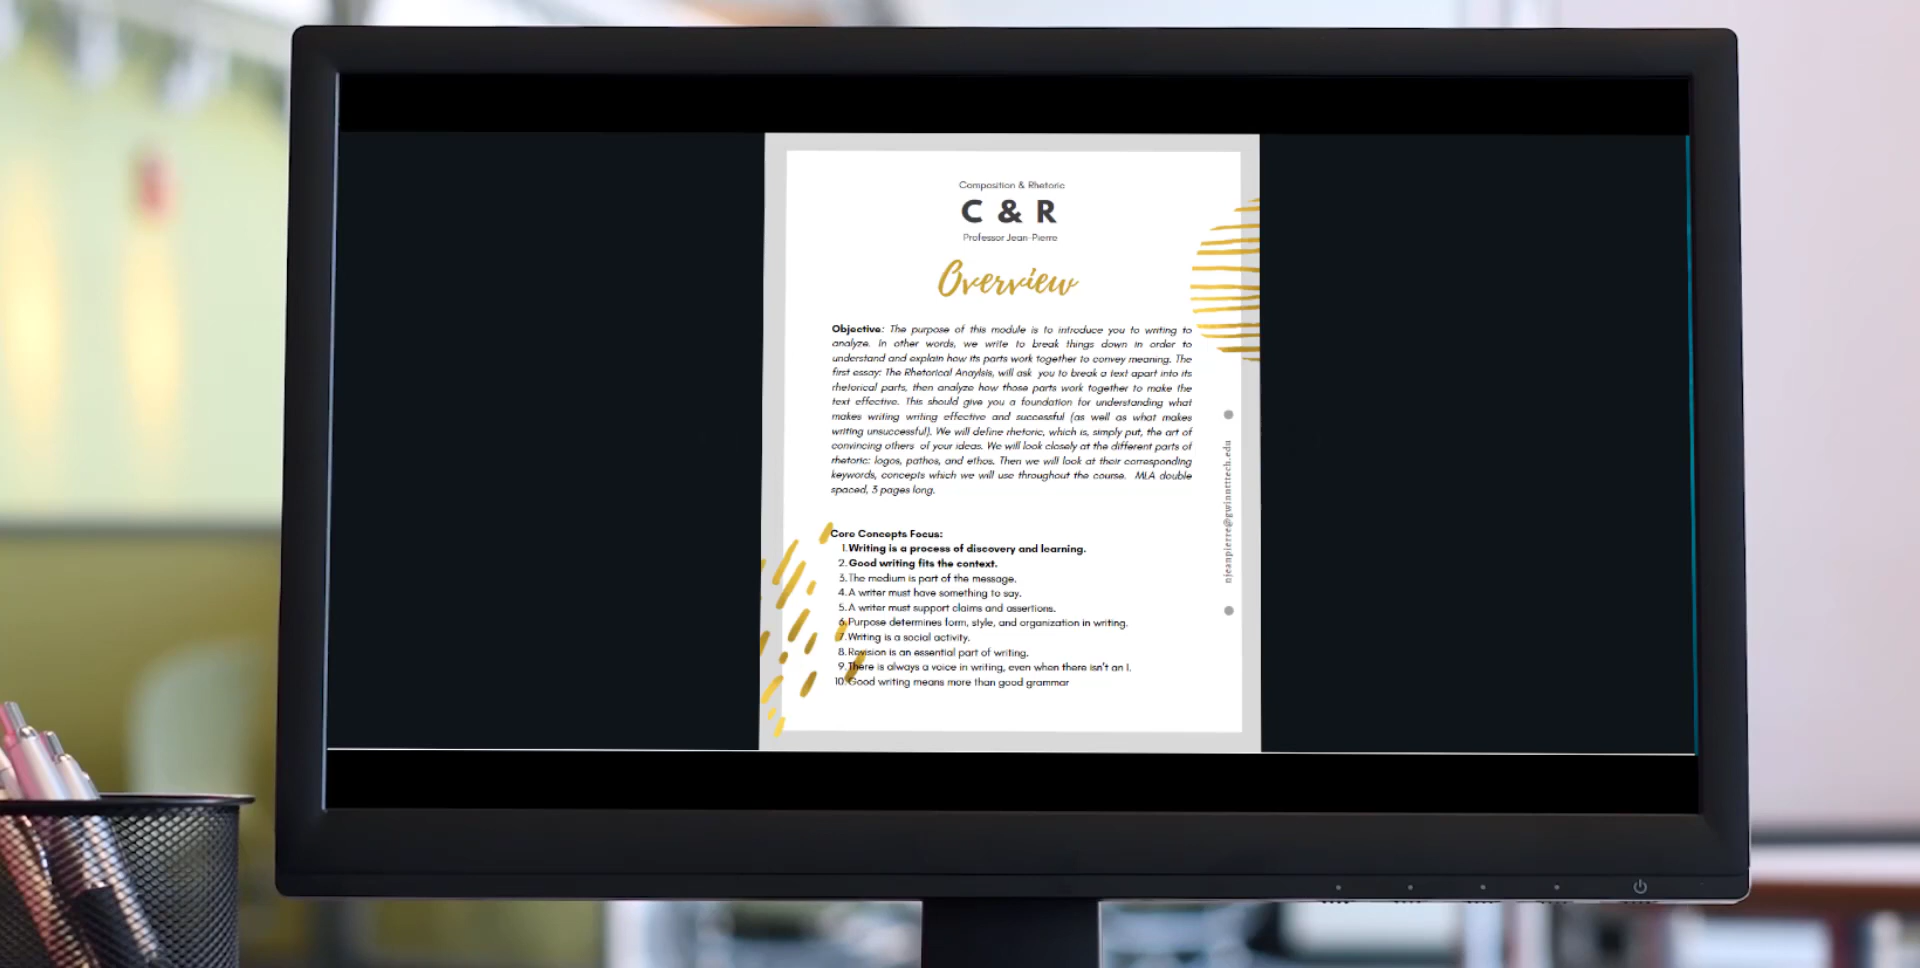 Composition & Rhetoric
C & R
Professor Jean-Pierre
Overview
Objective: The purpose of this module is to introduce you to writing to
analyze. In other words, we write to break things down in order to
understand and explain how its parts work together to convey meaning. The
first essay: The Rhetorical Anaylsis, will ask you to break a text apart into its
rhetorical parts, then analyze how those parts work together to make the
text effective. This should give you a foundation for understanding what
makes writing writing effective and successful (as well as what makes
writing unsuccessful). We will define rhetoric, which is, simply put, the art of
convincing others of your ideas. We will look closely at the different parts of
rhetoric: logos, pathos, and ethos. Then we will look at their corresponding
keywords, concepts which we will use throughout the course. MLA double
spaced, 3 pages long.
Core Concepts Focus:
1. Writing is a process of discovery and learning.
2. Good writing fits the context.
3. The medium is part of the message.
4. A writer must have something to say.
5. A writer must support claims and assertions.
6. Purpose determines form, style, and organization in writing.
7. Writing is a social activity.
8. Revision is an essential part of writing.
9. There is always a voice in writing, even when there isn't an I.
10. Good writing means more than good grammar
njeanpierre@gwinnetttech.edu